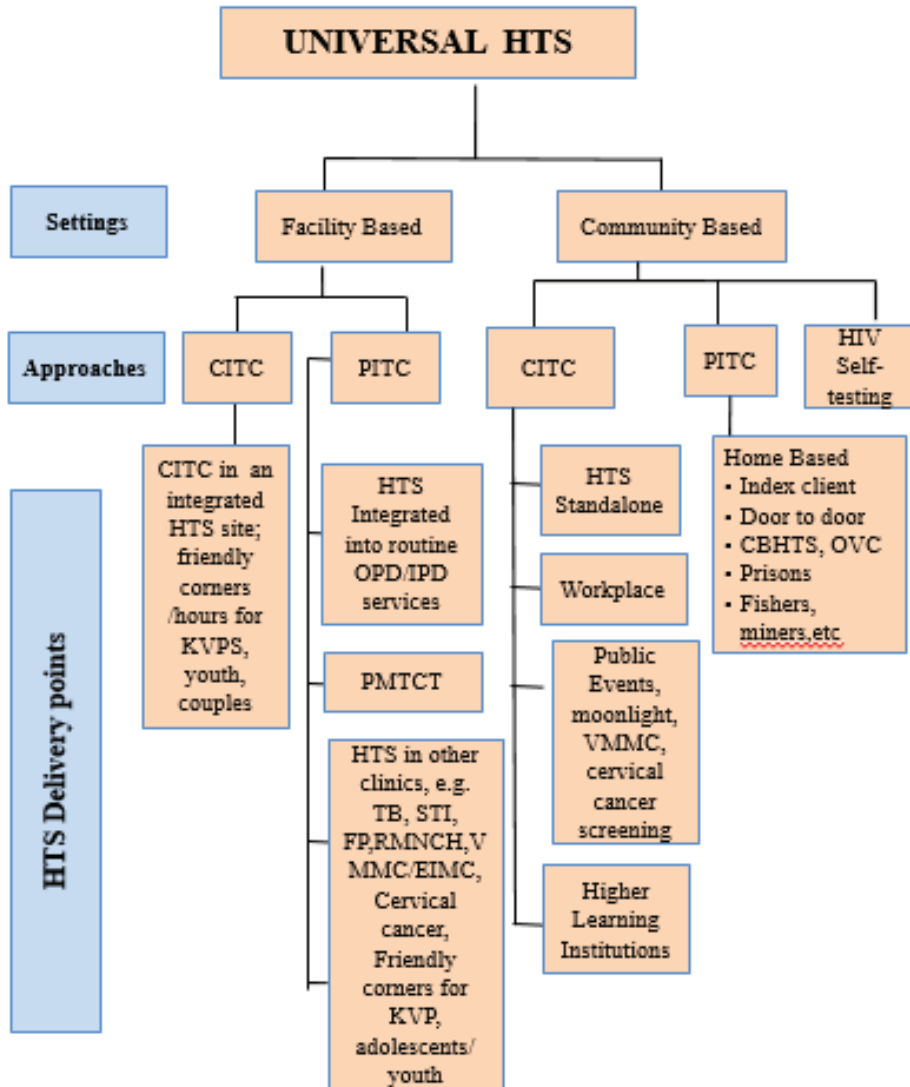 UNIVERSAL HTS
Settings
Facility Based
Community Based
Approaches
CITC
PITC
CITC
PITC
HIV
Self-
testing
HTS Delivery points
CITC in an
integrated
HTS site;
friendly
corners
/hours for
KVPS,
youth,
couples
HTS
Integrated
into routine
OPD/IPD
services
PMTCT
HTS in other
clinics, e.g.
TB, STI,
FP,RMNCH,V
MMC/EIMC,
Cervical
cancer,
Friendly
corners for
KVP,
adolescents/
youth
HTS
Standalone
Workplace
Public
Events,
moonlight,
VMMC,
cervical
cancer
screening
Higher
Learning
Institutions
Home Based
• Index client
• Door to door
• CBHTS, OVC
• Prisons
• Fishers,
miners,etc